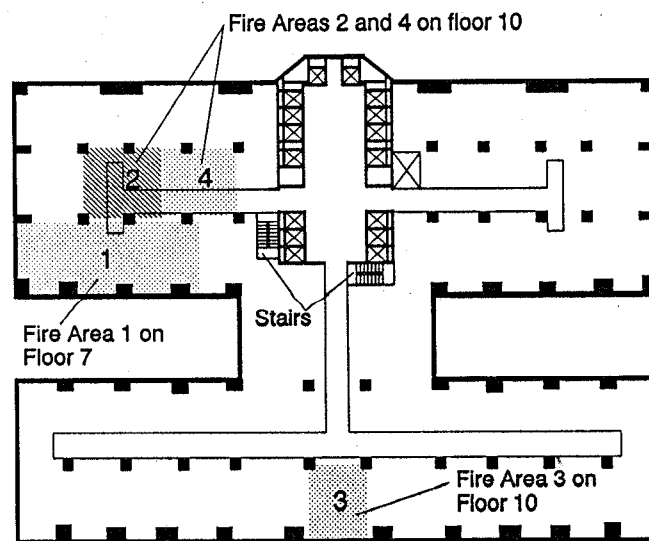 Fire Areas 2 and 4 on floor 10
2
4
1
Stairs
Fire Area 1 on
Floor 7
3
Fire Area 3 on
Floor 10